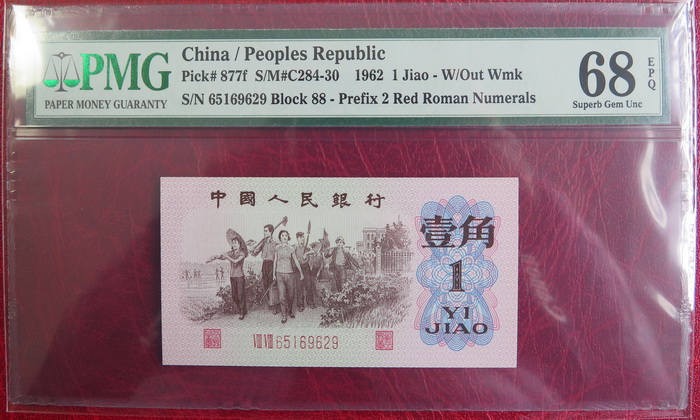 PMG
PAPER MONEY GUARANTY
China / Peoples Republic
Pick# 877f S/M#C284-30 1962 1 Jiao - W/Out Wmk
S/N 65169629 Block 88 - Prefix 2 Red Roman Numerals
68 EPQ
Superb Gem Unc
中國人民銀行
壹角
1
YI
JIAO
VIII VIII 65169629